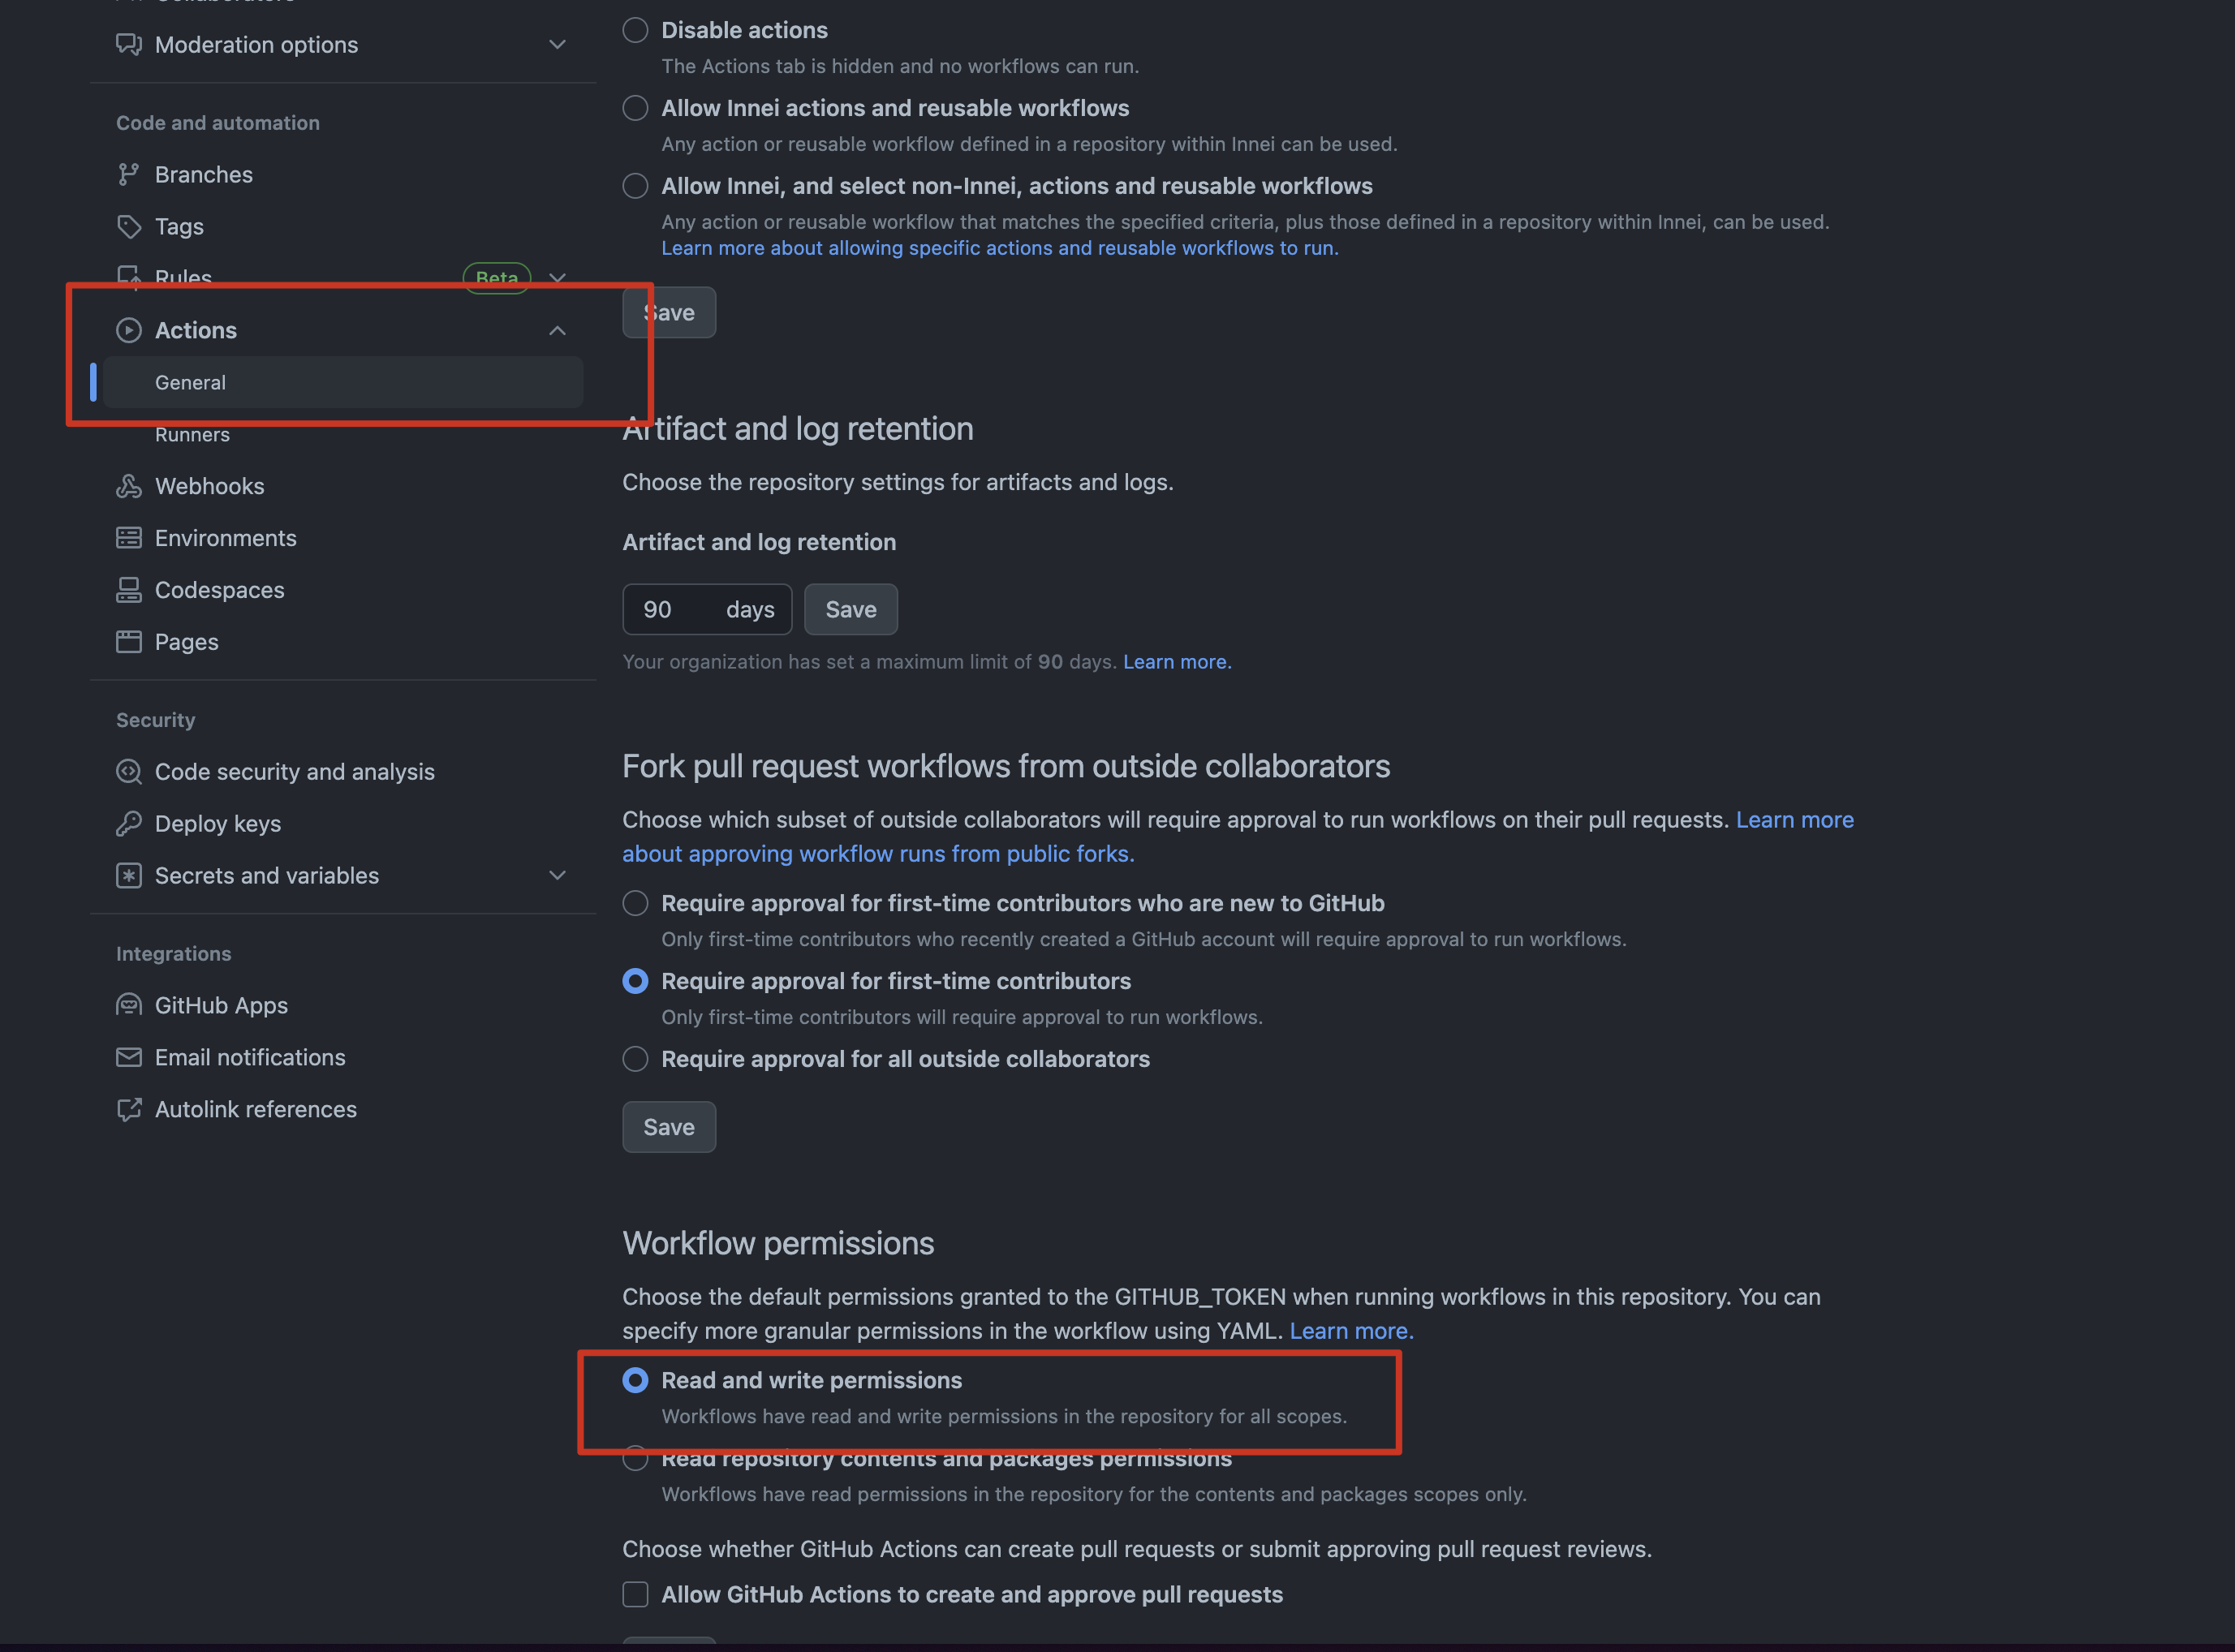 Collaborators
Moderation options
Code and automation
Branches
Tags
Rules
Beta
Actions
General
Runners
Webhooks
Environments
Codespaces
Pages
Security
Code security and analysis
Deploy keys
Secrets and variables
Integrations
GitHub Apps
Email notifications
Autolink references
Disable actions
The Actions tab is hidden and no workflows can run.
Allow Innei actions and reusable workflows
Any action or reusable workflow defined in a repository within Innei can be used.
Allow Innei, and select non-Innei, actions and reusable workflows
Any action or reusable workflow that matches the specified criteria, plus those defined in a repository within Innei, can be used.
Learn more about allowing specific actions and reusable workflows to run.
Save
Artifact and log retention
Choose the repository settings for artifacts and logs.
Artifact and log retention
90 days Save
Your organization has set a maximum limit of 90 days. Learn more.
Fork pull request workflows from outside collaborators
Choose which subset of outside collaborators will require approval to run workflows on their pull requests. Learn more
about approving workflow runs from public forks.
Require approval for first-time contributors who are new to GitHub
Only first-time contributors who recently created a GitHub account will require approval to run workflows.
Require approval for first-time contributors
Only first-time contributors will require approval to run workflows.
Require approval for all outside collaborators
Save
Workflow permissions
Choose the default permissions granted to the GITHUB_TOKEN when running workflows in this repository. You can
specify more granular permissions in the workflow using YAML. Learn more.
Read and write permissions
Workflows have read and write permissions in the repository for all scopes.
Read repository contents and packages permissions
Workflows have read permissions in the repository for the contents and packages scopes only.
Choose whether GitHub Actions can create pull requests or submit approving pull request reviews.
Allow GitHub Actions to create and approve pull requests